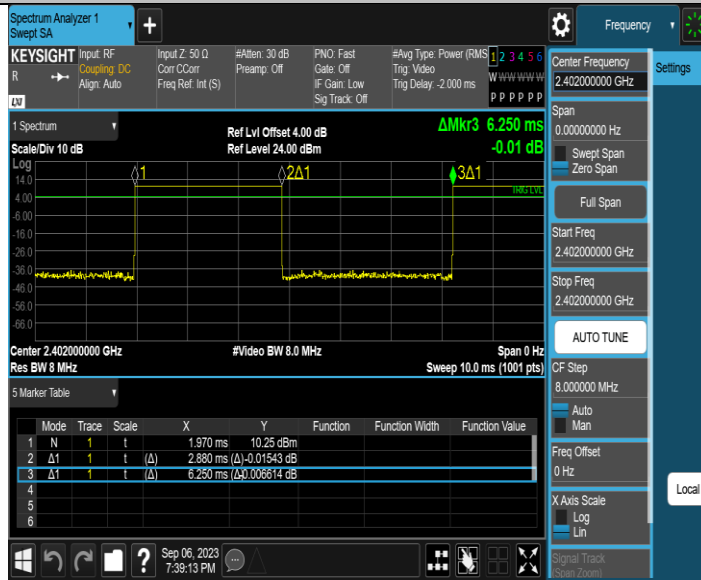 Spectrum Analyzer 1
Swept SA
+
Frequency
KEYSIGHT
Input: RF
Input Z: 50 Ω
#Atten: 30 dB
PNO: Fast
#Avg Type: Power (RMS
1 2 3 4 5 6
R
Coupling: DC
Corr CCorr
Preamp: Off
Gate: Off
Trig: Video
W W W W W W
Align: Auto
Freq Ref: Int (S)
IF Gain: Low
Trig Delay: -2.000 ms
Sig Track: Off
P P P P P P
LXI
1 Spectrum
Ref Lvl Offset 4.00 dB
ΔMkr3 6.250 ms
Scale/Div 10 dB
Ref Level 24.00 dBm
-0.01 dB
Log
1
2Δ1
3Δ1
14.0
TRIG LVL
4.00
-6.00
-16.0
-26.0
-36.0
-46.0
-56.0
-66.0
Center 2.402000000 GHz
#Video BW 8.0 MHz
Span 0 Hz
Res BW 8 MHz
Sweep 10.0 ms (1001 pts)
5 Marker Table
Mode Trace Scale X Y Function Function Width Function Value
1 N 1 t 1.970 ms 10.25 dBm
2 Δ1 1 t (Δ) 2.880 ms (Δ) -0.01543 dB
3 Δ1 1 t (Δ) 6.250 ms (Δ) 0.006614 dB
4
5
6
?
Sep 06, 2023
7:39:13 PM
Center Frequency
2.402000000 GHz
Settings
Span
0.00000000 Hz
Swept Span
Zero Span
Full Span
Start Freq
2.402000000 GHz
Stop Freq
2.402000000 GHz
AUTO TUNE
CF Step
8.000000 MHz
Auto
Man
Freq Offset
0 Hz
Local
X Axis Scale
Log
Lin
Signal Track
(Span Zoom)